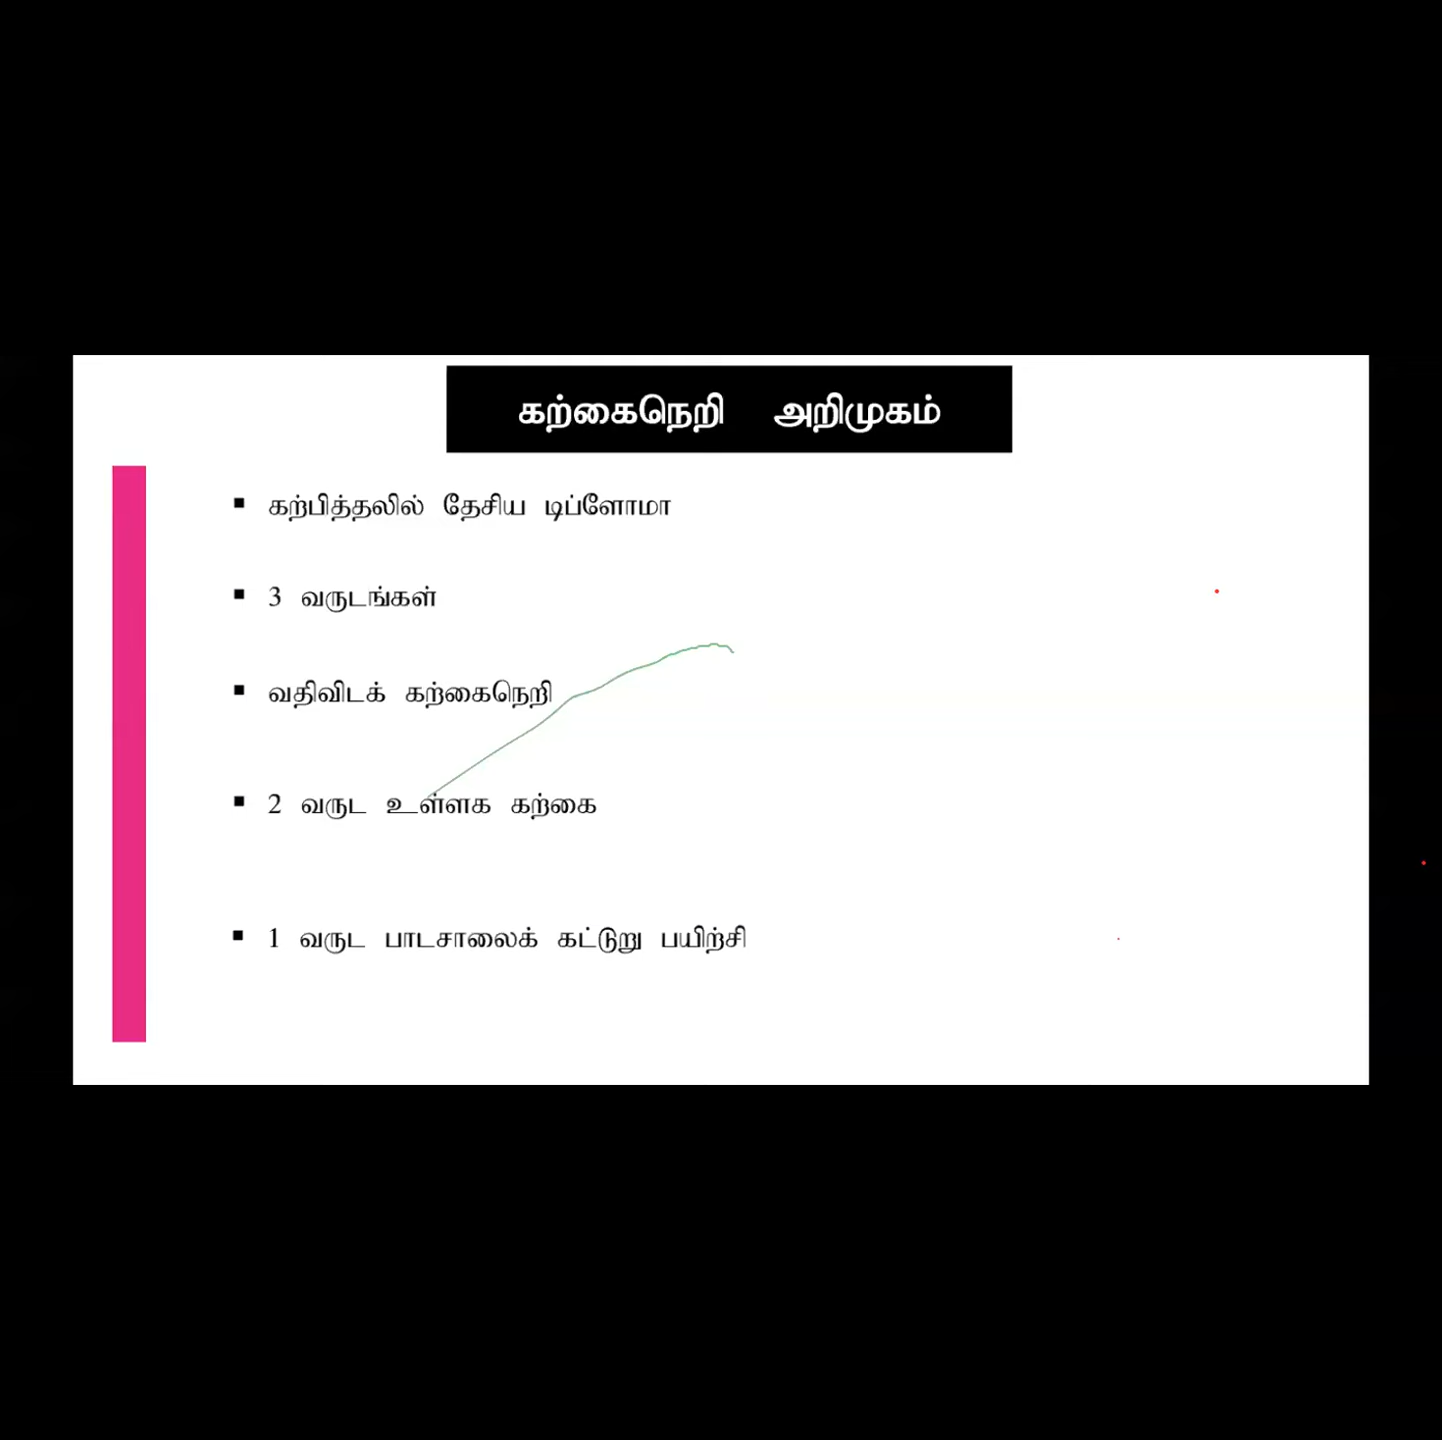 கற்கைநெறி அறிமுகம்
▪ கற்பித்தலில் தேசிய டிப்ளோமா
▪ 3 வருடங்கள்
▪ வதிவிடக் கற்கைநெறி
▪ 2 வருட உள்ளக கற்கை
▪ 1 வருட பாடசாலைக் கட்டுறு பயிற்சி